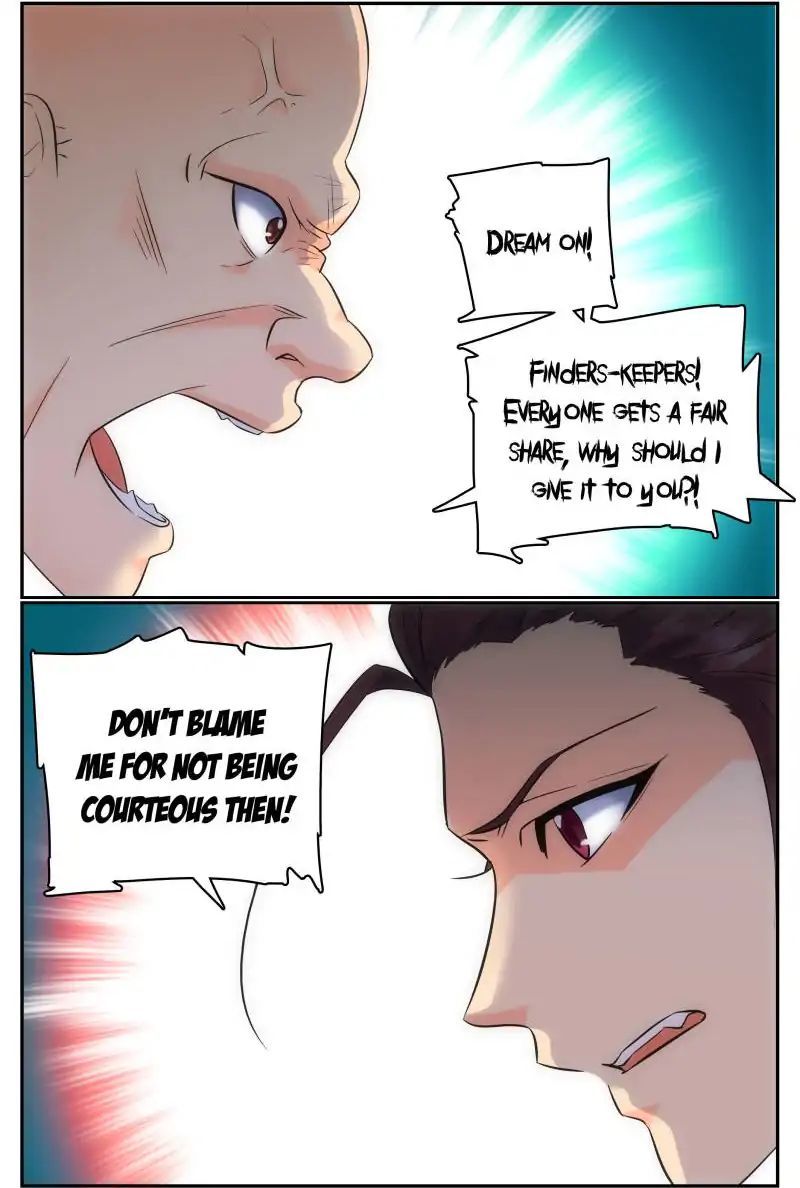 DREAM ON!
FINDERS-KEEPERS!
EVERYONE GETS A FAIR
SHARE, WHY SHOULD I
GIVE IT TO YOU?!
DON'T BLAME
ME FOR NOT BEING
COURTEOUS THEN!